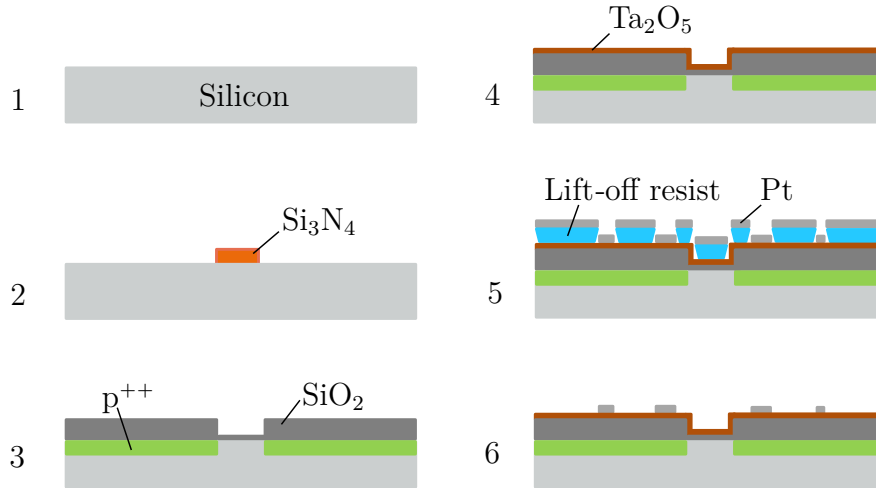 1
Silicon
2
Si₃N₄
3
p⁺⁺
SiO₂
4
Ta₂O₅
5
Lift-off resist
Pt
6